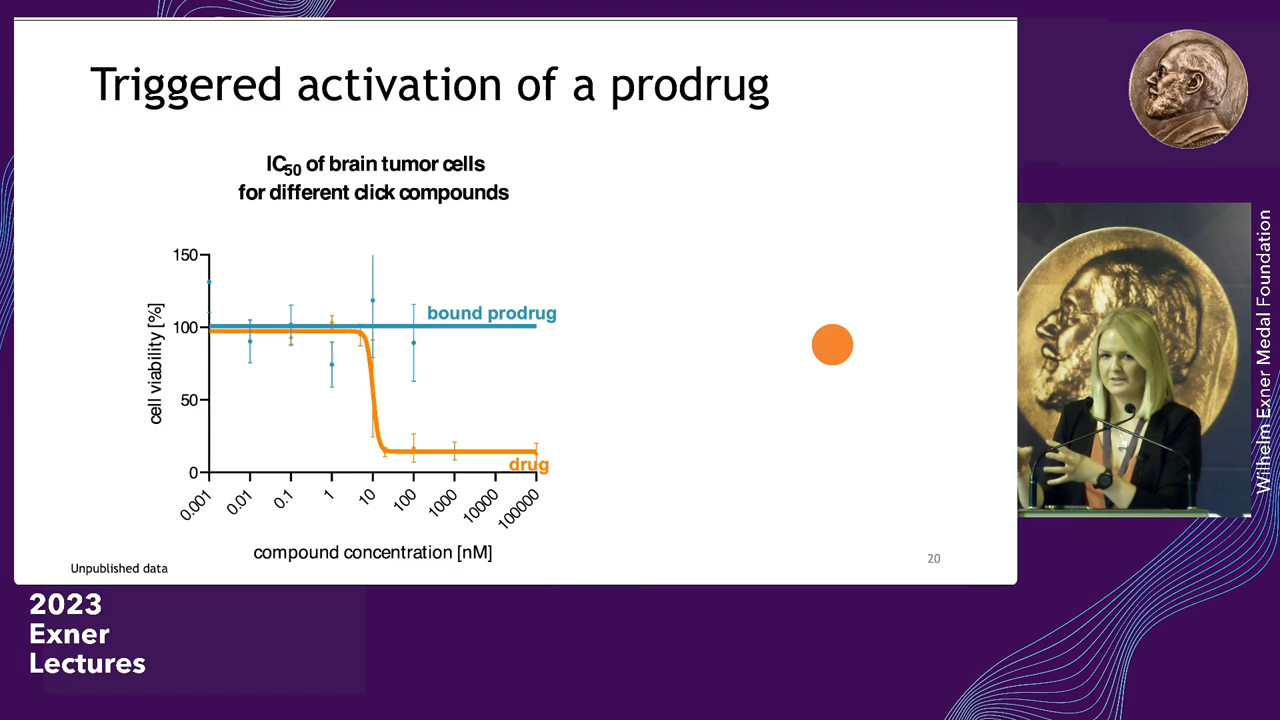 Triggered activation of a prodrug
IC50 of brain tumor cells
for different click compounds
cell viability [%]
150
100
50
0
bound prodrug
drug
0.001
0.01
0.1
1
10
100
1000
10000
100000
compound concentration [nM]
Unpublished data
20
Wilhelm Exner Medal Foundation
2023
Exner
Lectures